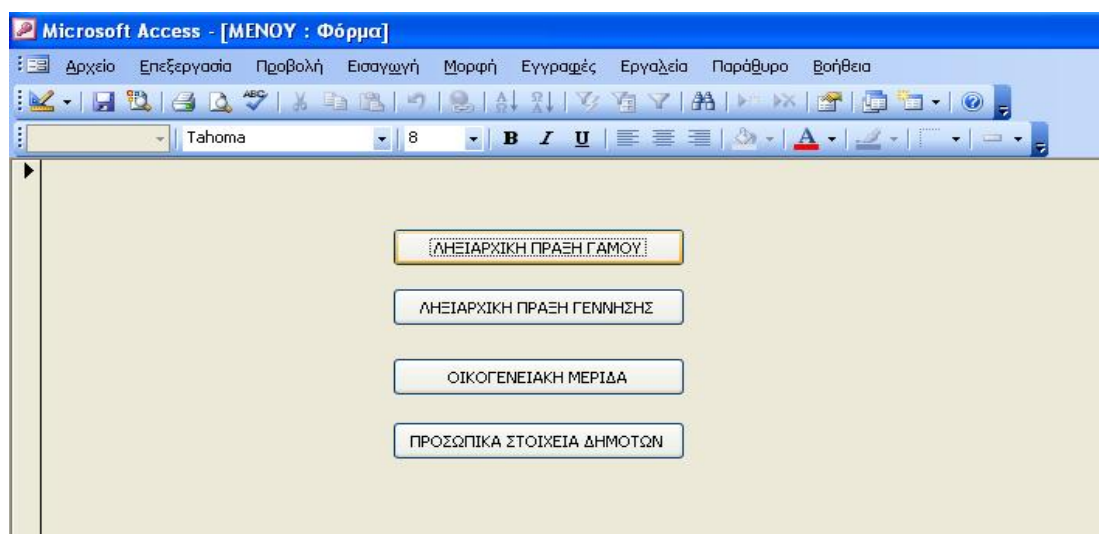 Microsoft Access - [ΜΕΝΟΥ : Φόρμα]
Αρχείο Επεξεργασία Προβολή Εισαγωγή Μορφή Εγγραφές Εργαλεία Παράθυρο Βοήθεια
Tahoma 8 B I U A
ΛΗΞΙΑΡΧΙΚΗ ΠΡΑΞΗ ΓΑΜΟΥ
ΛΗΞΙΑΡΧΙΚΗ ΠΡΑΞΗ ΓΕΝΝΗΣΗΣ
ΟΙΚΟΓΕΝΕΙΑΚΗ ΜΕΡΙΔΑ
ΠΡΟΣΩΠΙΚΑ ΣΤΟΙΧΕΙΑ ΔΗΜΟΤΩΝ